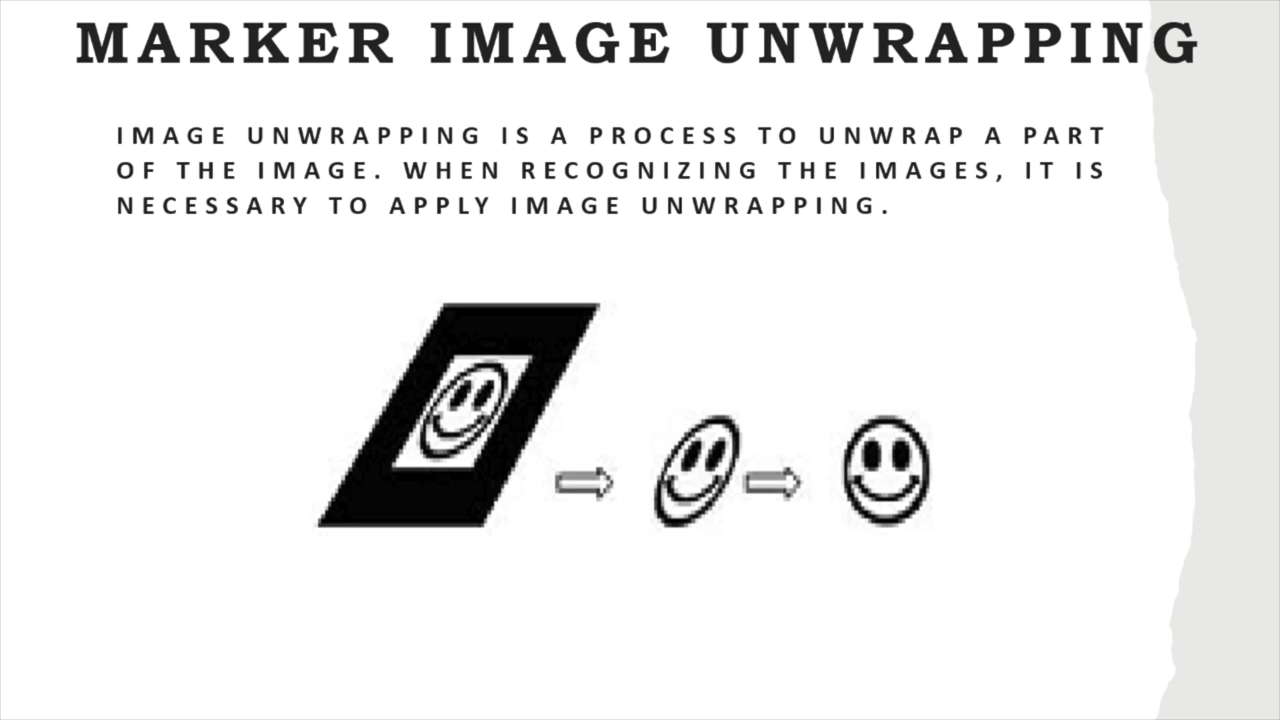 MARKER IMAGE UNWRAPPING
IMAGE UNWRAPPING IS A PROCESS TO UNWRAP A PART
OF THE IMAGE. WHEN RECOGNIZING THE IMAGES, IT IS
NECESSARY TO APPLY IMAGE UNWRAPPING.